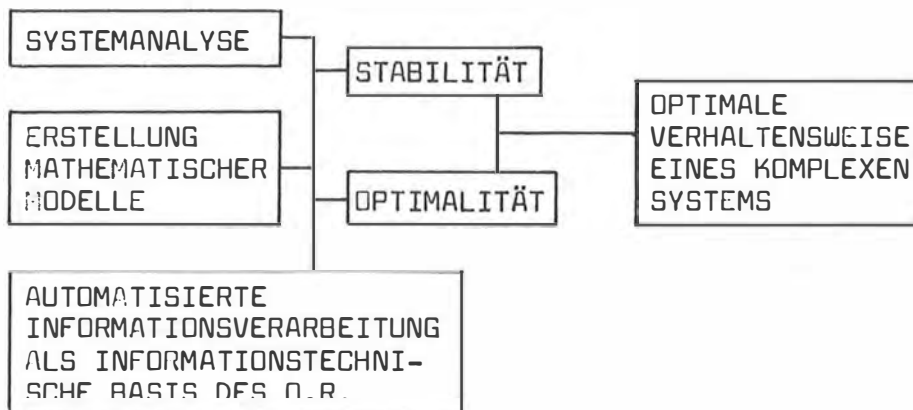 SYSTEMANALYSE
STABILITÄT
ERSTELLUNG
MATHEMATISCHER
MODELLE
OPTIMALITÄT
OPTIMALE
VERHALTENSWEISE
EINES KOMPLEXEN
SYSTEMS
AUTOMATISIERTE
INFORMATIONSVERARBEITUNG
ALS INFORMATIONSTECHNI-
SCHE BASIS DES O.R.